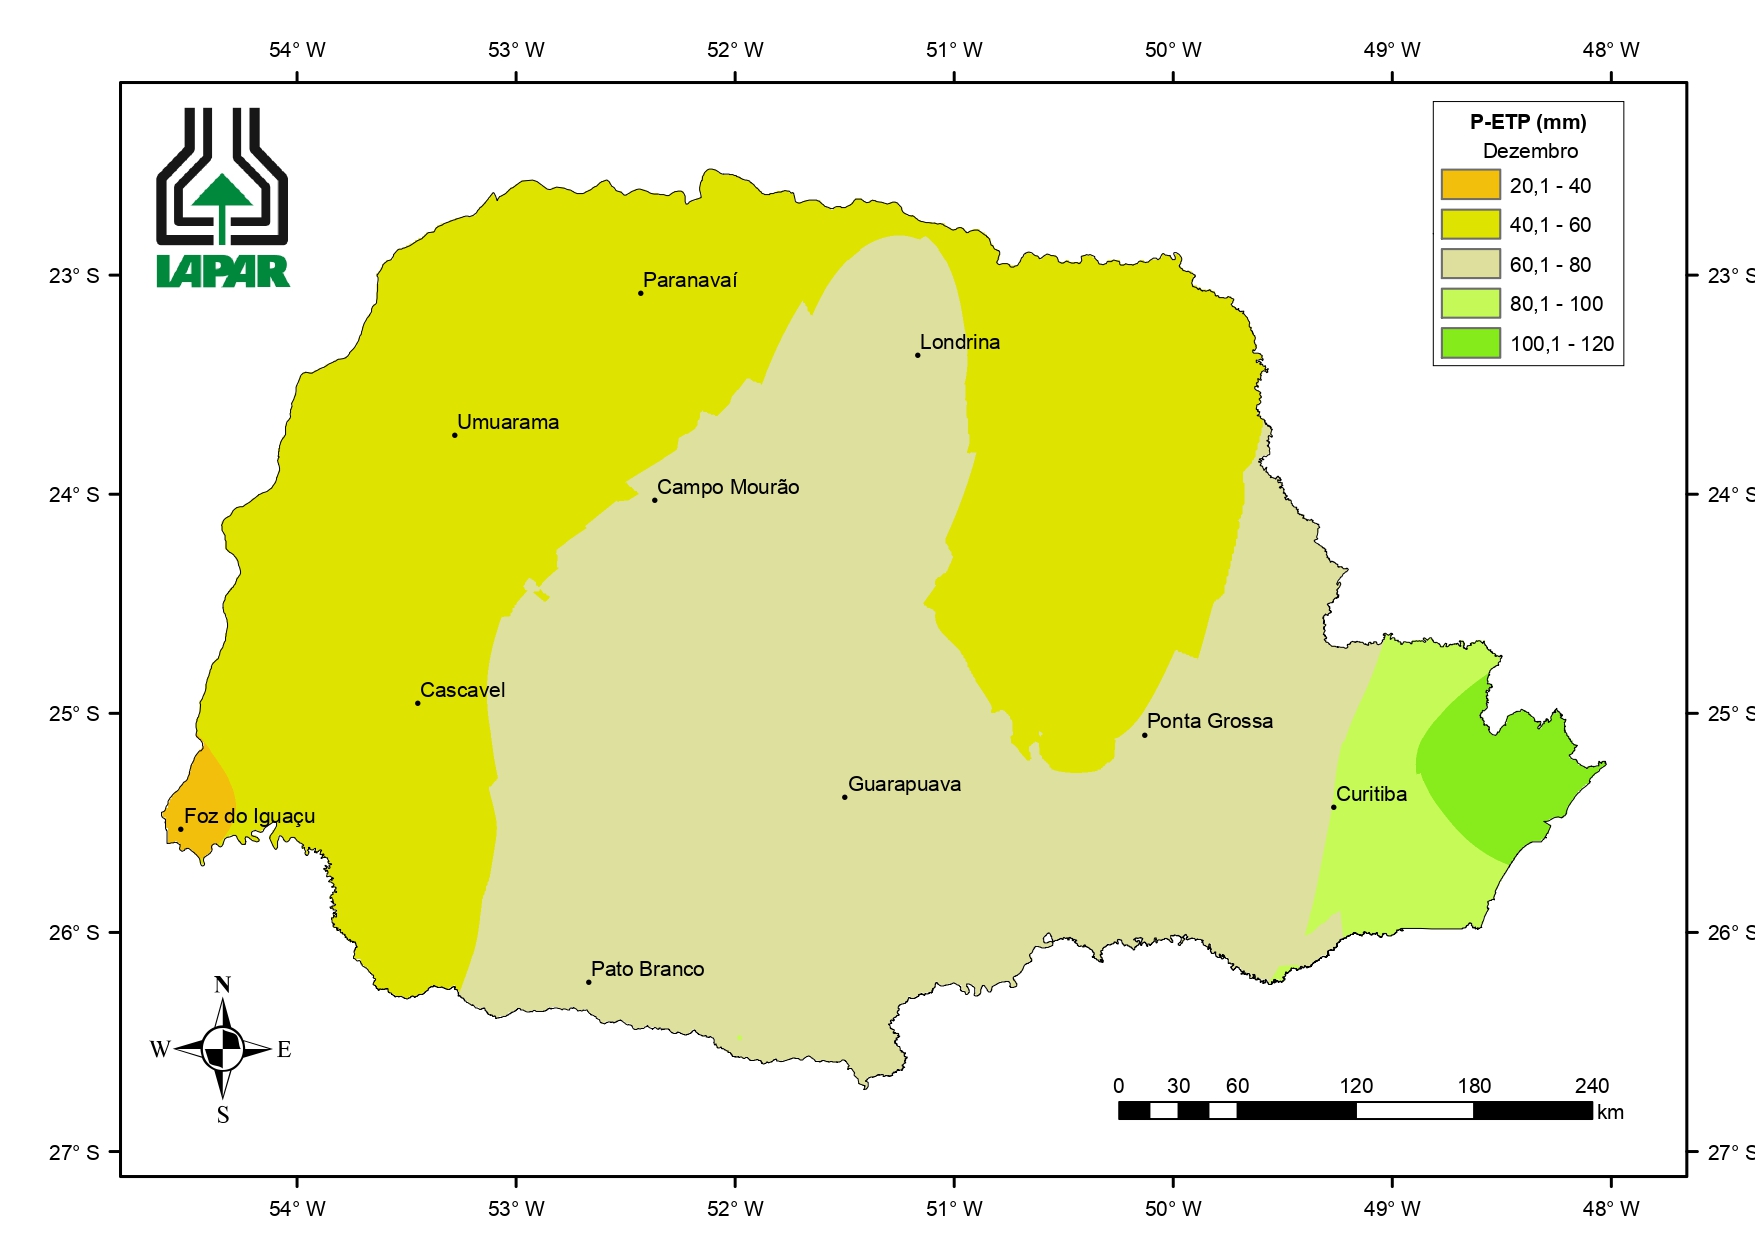 54° W 53° W 52° W 51° W 50° W 49° W 48° W
IAPAR
P-ETP (mm)
Dezembro
20,1 - 40
40,1 - 60
60,1 - 80
80,1 - 100
100,1 - 120
23° S 23° S
Paranavaí
Londrina
Umuarama
Campo Mourão
24° S 24° S
Cascavel
25° S 25° S
Ponta Grossa
Guarapuava
Curitiba
Foz do Iguaçu
26° S 26° S
Pato Branco
N
W E
S
0 30 60 120 180 240
km
27° S 27° S
54° W 53° W 52° W 51° W 50° W 49° W 48° W